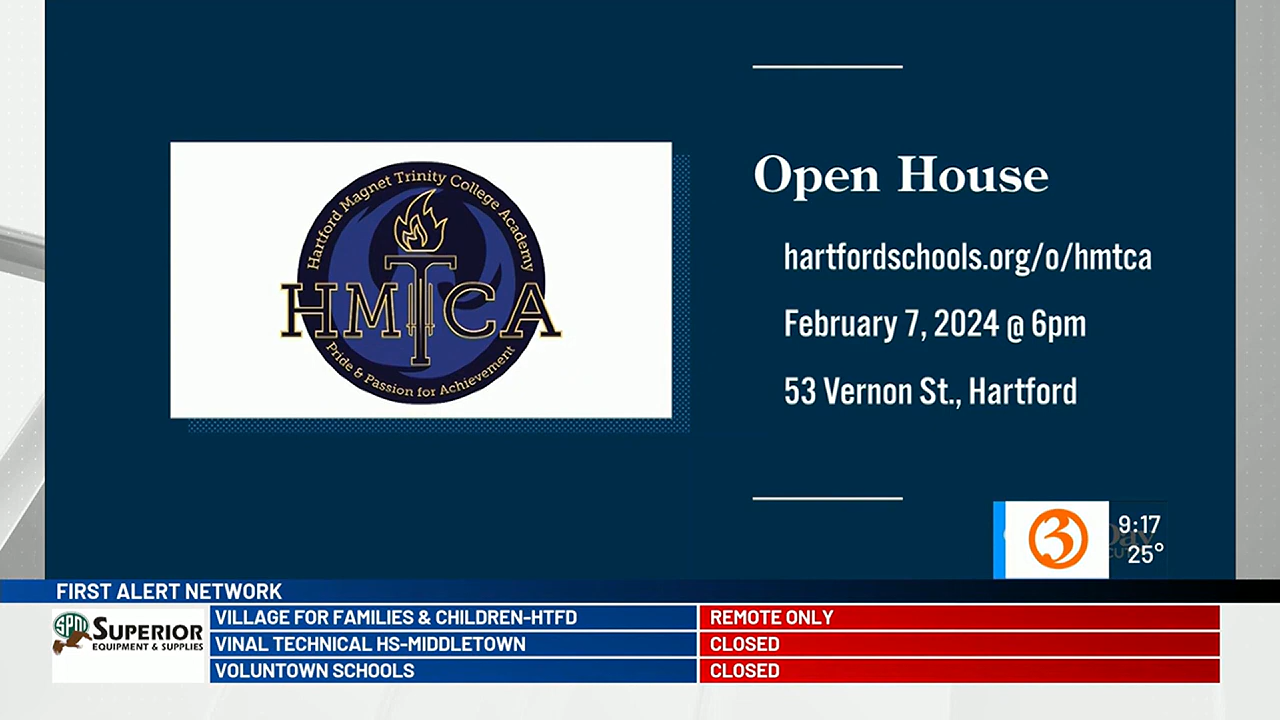 Hartford Magnet Trinity College Academy
HMTCA
Pride & Passion for Achievement
Open House
hartfordschools.org/o/hmtca
February 7, 2024 @ 6pm
53 Vernon St., Hartford
3
9:17
25°
FIRST ALERT NETWORK
SPM SUPERIOR
EQUIPMENT & SUPPLIES
VILLAGE FOR FAMILIES & CHILDREN-HTFD REMOTE ONLY
VINAL TECHNICAL HS-MIDDLETOWN CLOSED
VOLUNTOWN SCHOOLS CLOSED